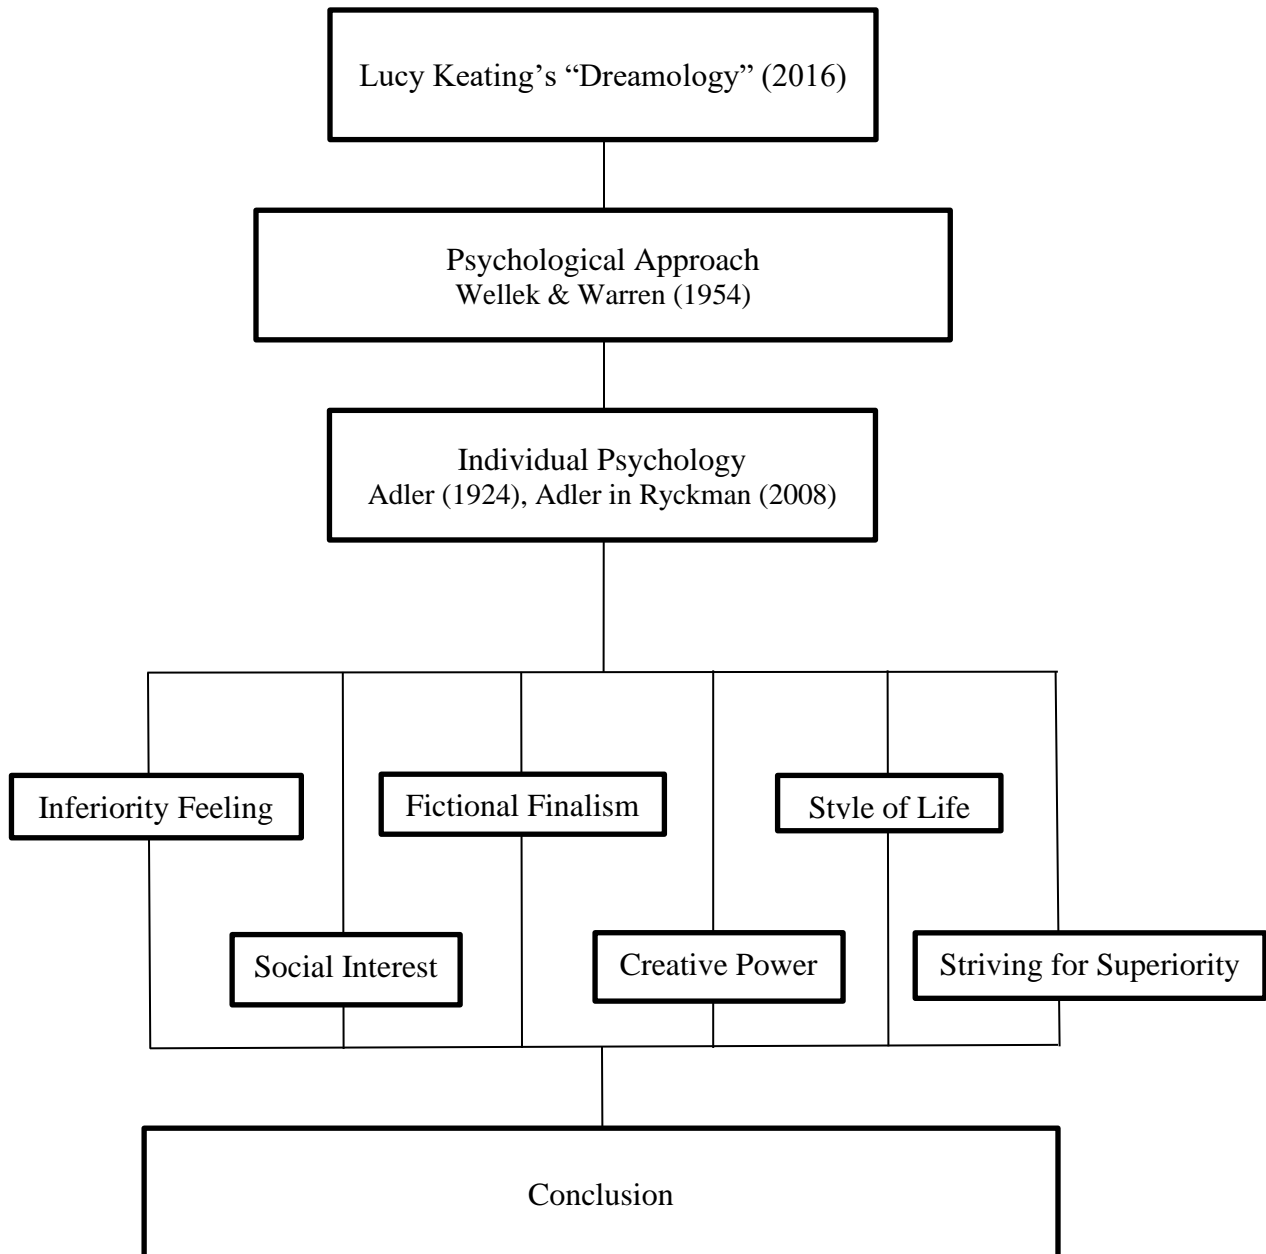 Lucy Keating’s “Dreamology” (2016)
Psychological Approach
Wellek & Warren (1954)
Individual Psychology
Adler (1924), Adler in Ryckman (2008)
Inferiority Feeling
Fictional Finalism
Style of Life
Social Interest
Creative Power
Striving for Superiority
Conclusion